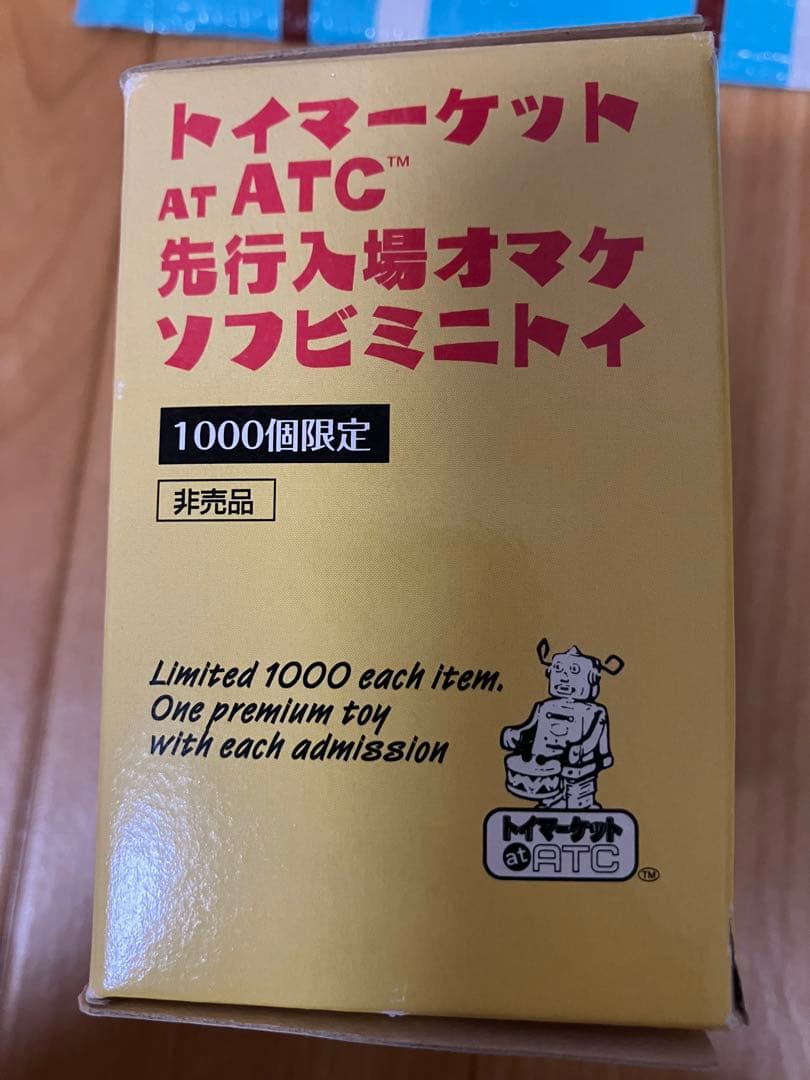 トイマーケット
AT ATC™
先行入場オマケ
ソフビミニトイ
1000個限定
非売品
Limited 1000 each item.
One premium toy
with each admission
トイマーケット
at ATC
TM